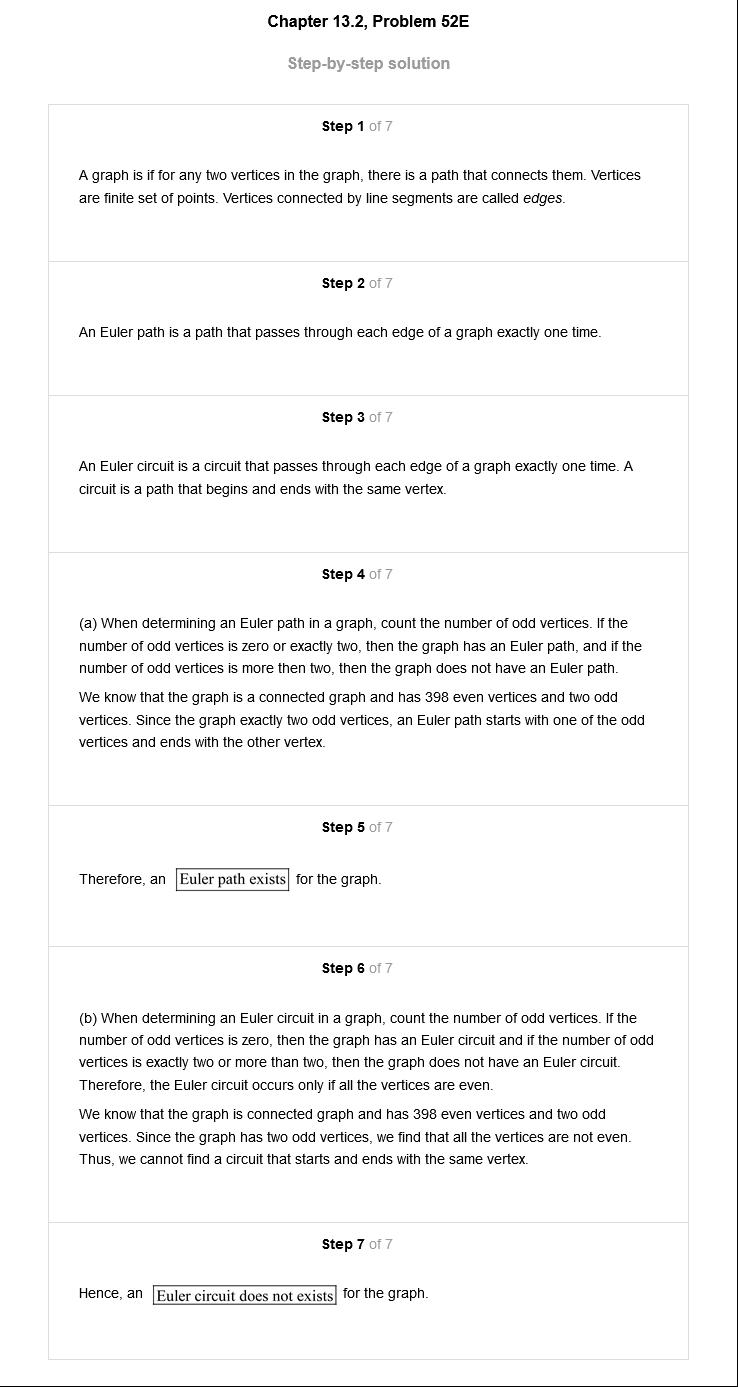 Chapter 13.2, Problem 52E
Step-by-step solution
Step 1 of 7
A graph is if for any two vertices in the graph, there is a path that connects them. Vertices
are finite set of points. Vertices connected by line segments are called edges.
Step 2 of 7
An Euler path is a path that passes through each edge of a graph exactly one time.
Step 3 of 7
An Euler circuit is a circuit that passes through each edge of a graph exactly one time. A
circuit is a path that begins and ends with the same vertex.
Step 4 of 7
(a) When determining an Euler path in a graph, count the number of odd vertices. If the
number of odd vertices is zero or exactly two, then the graph has an Euler path, and if the
number of odd vertices is more then two, then the graph does not have an Euler path.
We know that the graph is a connected graph and has 398 even vertices and two odd
vertices. Since the graph exactly two odd vertices, an Euler path starts with one of the odd
vertices and ends with the other vertex.
Step 5 of 7
Therefore, an Euler path exists for the graph.
Step 6 of 7
(b) When determining an Euler circuit in a graph, count the number of odd vertices. If the
number of odd vertices is zero, then the graph has an Euler circuit and if the number of odd
vertices is exactly two or more than two, then the graph does not have an Euler circuit.
Therefore, the Euler circuit occurs only if all the vertices are even.
We know that the graph is connected graph and has 398 even vertices and two odd
vertices. Since the graph has two odd vertices, we find that all the vertices are not even.
Thus, we cannot find a circuit that starts and ends with the same vertex.
Step 7 of 7
Hence, an Euler circuit does not exists for the graph.